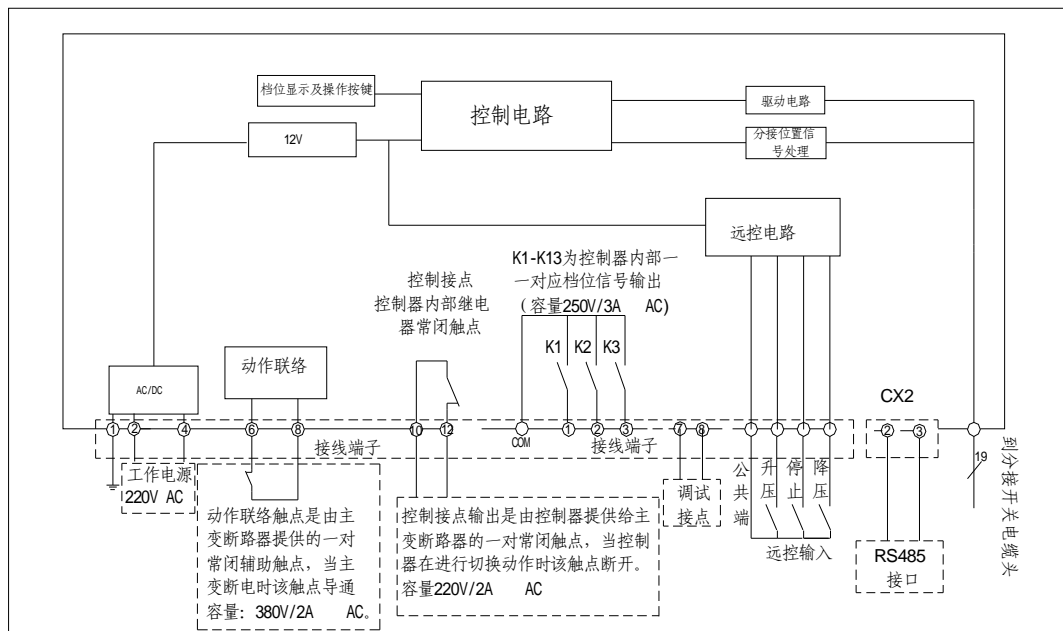 档位显示及操作按键
控制电路
驱动电路
12V
分接位置信
号处理
远控电路
K1-K13为控制器内部一
一对应档位信号输出
(容量250V/3A AC)
控制接点
控制器内部继电
器常闭触点
K1 K2 K3
动作联络
AC/DC
CX2
1 2 4 6 8 10 12 COM 1 2 3 7 8 2 3
接线端子 接线端子
19
到分接开关电缆头
工作电源
220V AC
调试
接点
公共端
升压
停止
降压
远控输入
动作联络触点是由主
变断路器提供的一对
常闭辅助触点，当主
变断电时该触点导通
容量：380V/2A AC。
控制接点输出是由控制器提供给主
变断路器的一对常闭触点，当控制
器在进行切换动作时该触点断开。
容量220V/2A AC
RS485
接口